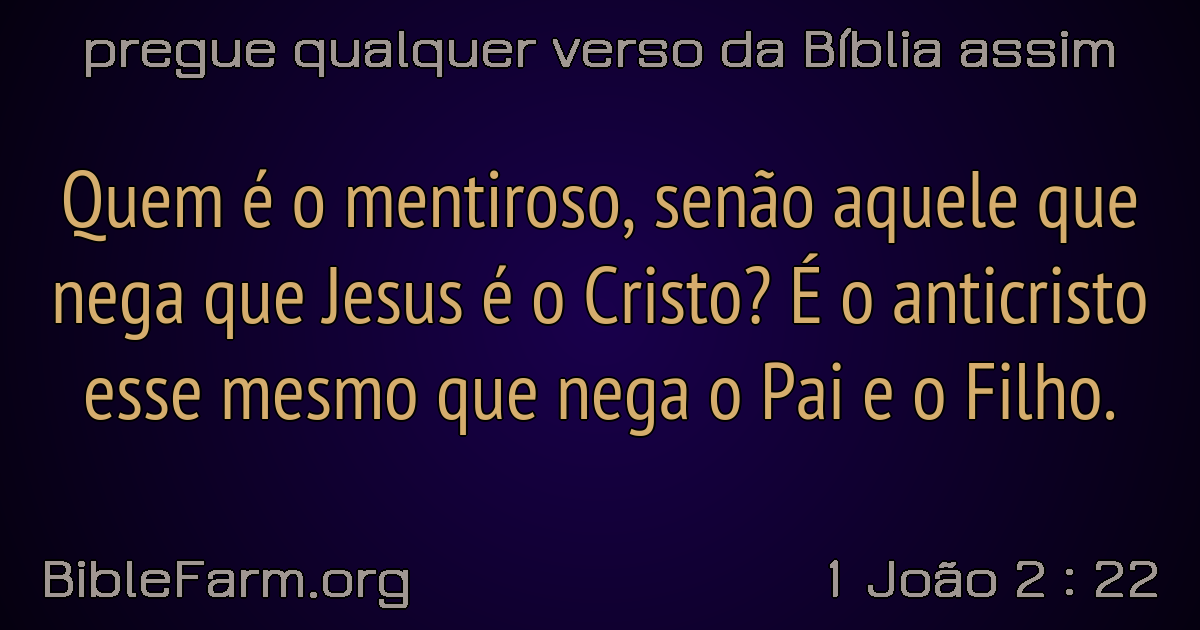 pregue qualquer verso da Bíblia assim
Quem é o mentiroso, senão aquele que
nega que Jesus é o Cristo? É o anticristo
esse mesmo que nega o Pai e o Filho.
BibleFarm.org
1 João 2 : 22